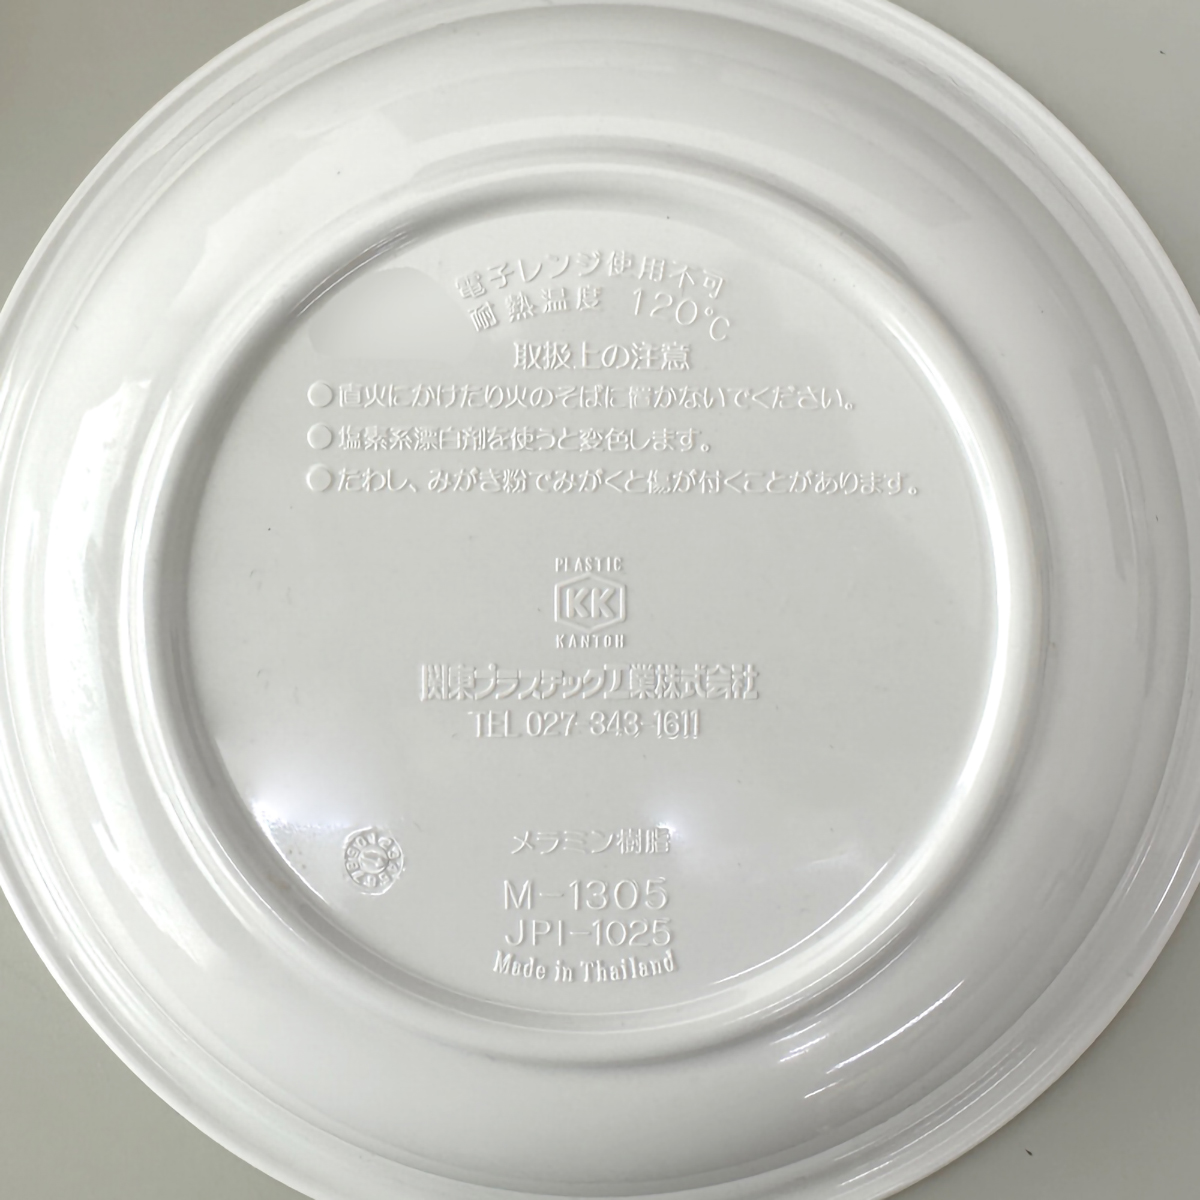 電子レンジ使用不可
耐熱温度 120℃
取扱上の注意
○直火にかけたり火のそばに置かないでください。
○塩素系漂白剤を使うと変色します。
○たわし、みがき粉でみがくと傷が付くことがあります。
PLASTIC
KK
KANTOH
関東プラスチック工業株式会社
TEL 027-343-1611
メラミン樹脂
M-1305
JPI-1025
Made in Thailand